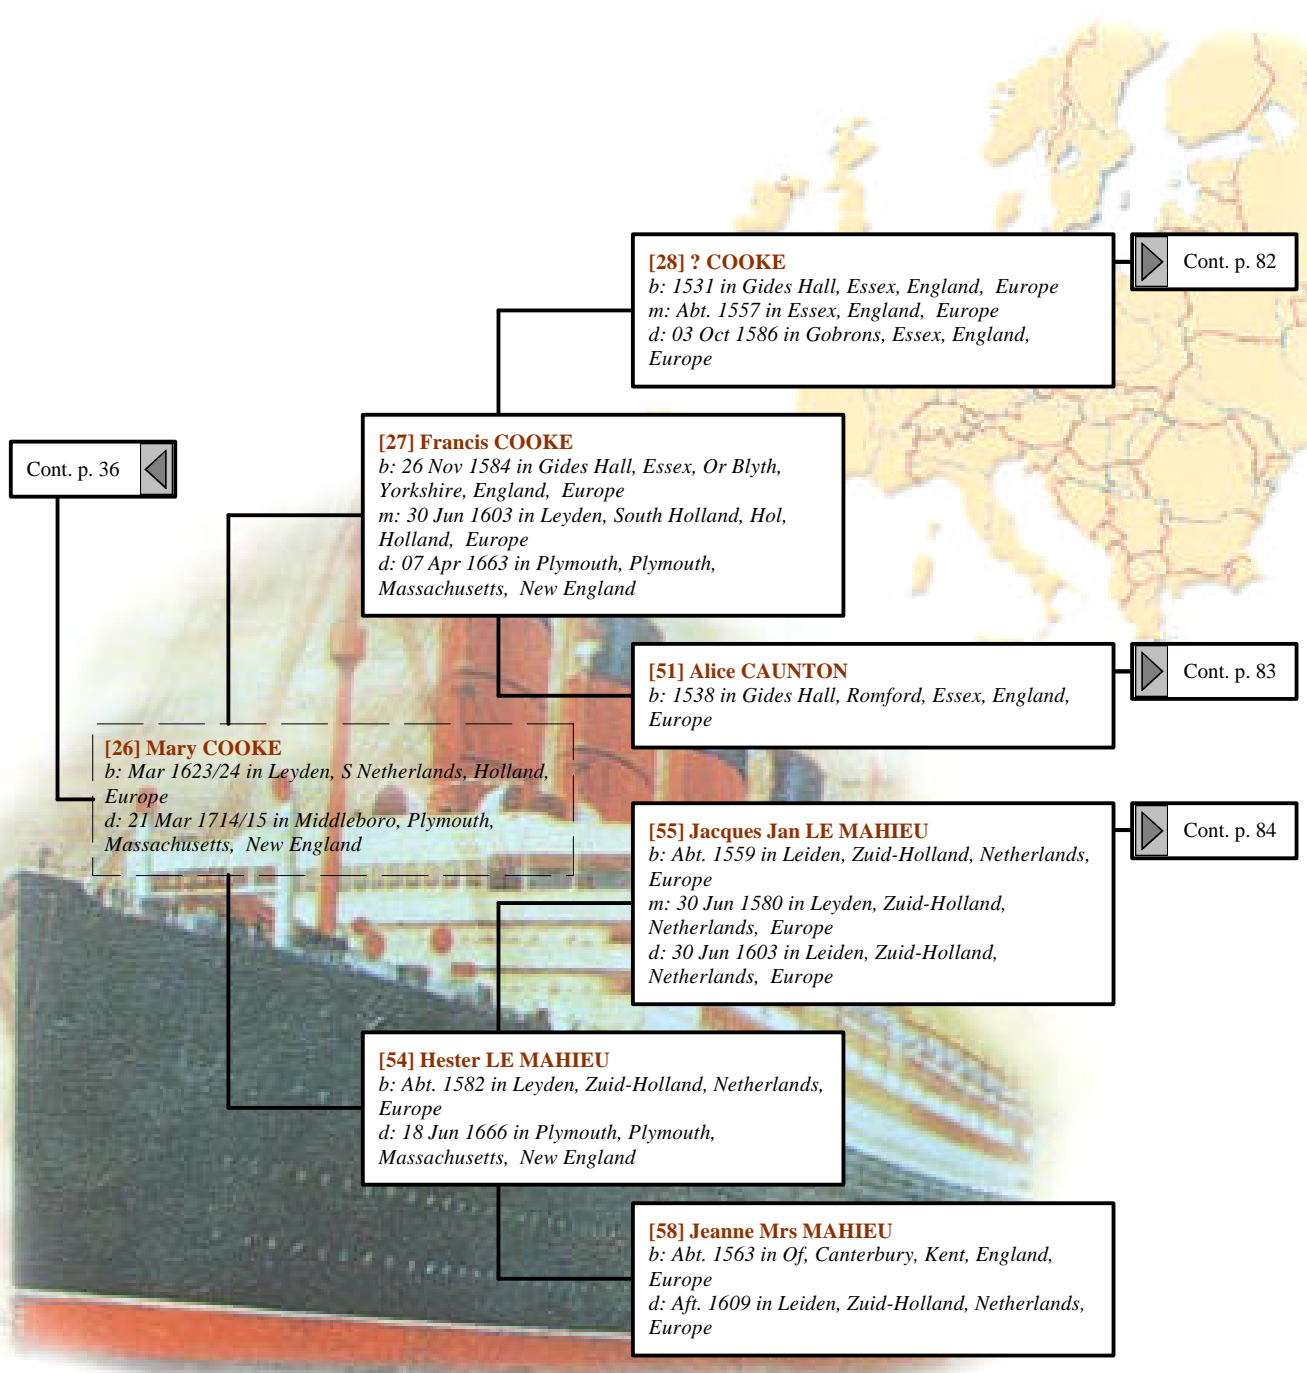 [28] ? COOKE
b: 1531 in Gides Hall, Essex, England, Europe
m: Abt. 1557 in Essex, England, Europe
d: 03 Oct 1586 in Gobrons, Essex, England,
Europe
Cont. p. 82
[27] Francis COOKE
b: 26 Nov 1584 in Gides Hall, Essex, Or Blyth,
Yorkshire, England, Europe
m: 30 Jun 1603 in Leyden, South Holland, Hol,
Holland, Europe
d: 07 Apr 1663 in Plymouth, Plymouth,
Massachusetts, New England
Cont. p. 36
[51] Alice CAUNTON
b: 1538 in Gides Hall, Romford, Essex, England,
Europe
Cont. p. 83
[26] Mary COOKE
b: Mar 1623/24 in Leyden, S Netherlands, Holland,
Europe
d: 21 Mar 1714/15 in Middleboro, Plymouth,
Massachusetts, New England
[55] Jacques Jan LE MAHIEU
b: Abt. 1559 in Leiden, Zuid-Holland, Netherlands,
Europe
m: 30 Jun 1580 in Leyden, Zuid-Holland,
Netherlands, Europe
d: 30 Jun 1603 in Leiden, Zuid-Holland,
Netherlands, Europe
Cont. p. 84
[54] Hester LE MAHIEU
b: Abt. 1582 in Leyden, Zuid-Holland, Netherlands,
Europe
d: 18 Jun 1666 in Plymouth, Plymouth,
Massachusetts, New England
[58] Jeanne Mrs MAHIEU
b: Abt. 1563 in Of, Canterbury, Kent, England,
Europe
d: Aft. 1609 in Leiden, Zuid-Holland, Netherlands,
Europe